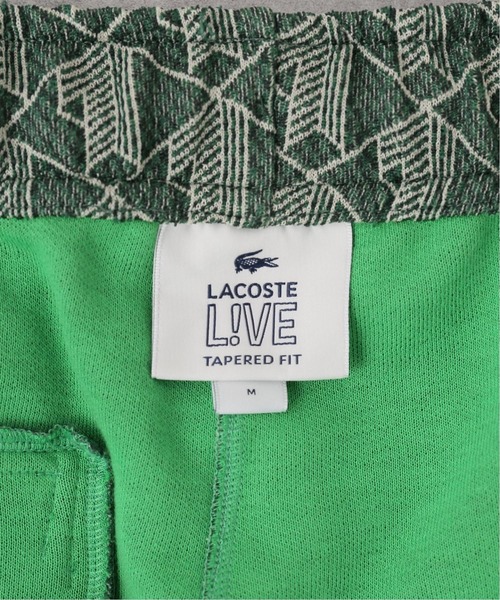 LACOSTE
L!VE
TAPERED FIT
M